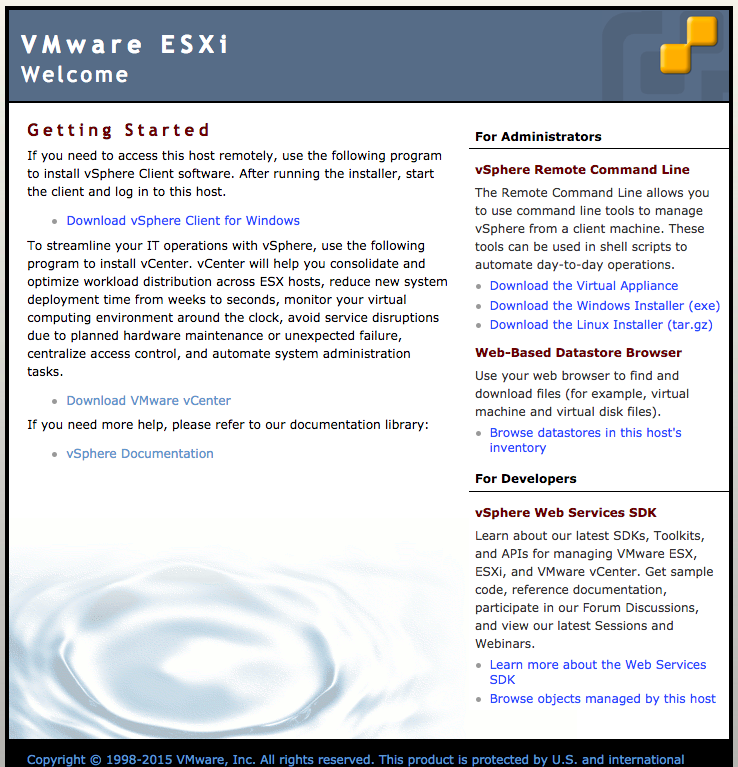 VMware ESXi
Welcome
Getting Started
If you need to access this host remotely, use the following program
to install vSphere Client software. After running the installer, start
the client and log in to this host.
Download vSphere Client for Windows
To streamline your IT operations with vSphere, use the following
program to install vCenter. vCenter will help you consolidate and
optimize workload distribution across ESX hosts, reduce new system
deployment time from weeks to seconds, monitor your virtual
computing environment around the clock, avoid service disruptions
due to planned hardware maintenance or unexpected failure,
centralize access control, and automate system administration
tasks.
Download VMware vCenter
If you need more help, please refer to our documentation library:
vSphere Documentation
For Administrators
vSphere Remote Command Line
The Remote Command Line allows you
to use command line tools to manage
vSphere from a client machine. These
tools can be used in shell scripts to
automate day-to-day operations.
Download the Virtual Appliance
Download the Windows Installer (exe)
Download the Linux Installer (tar.gz)
Web-Based Datastore Browser
Use your web browser to find and
download files (for example, virtual
machine and virtual disk files).
Browse datastores in this host's
inventory
For Developers
vSphere Web Services SDK
Learn about our latest SDKs, Toolkits,
and APIs for managing VMware ESX,
ESXi, and VMware vCenter. Get sample
code, reference documentation,
participate in our Forum Discussions,
and view our latest Sessions and
Webinars.
Learn more about the Web Services
SDK
Browse objects managed by this host
Copyright © 1998-2015 VMware, Inc. All rights reserved. This product is protected by U.S. and international